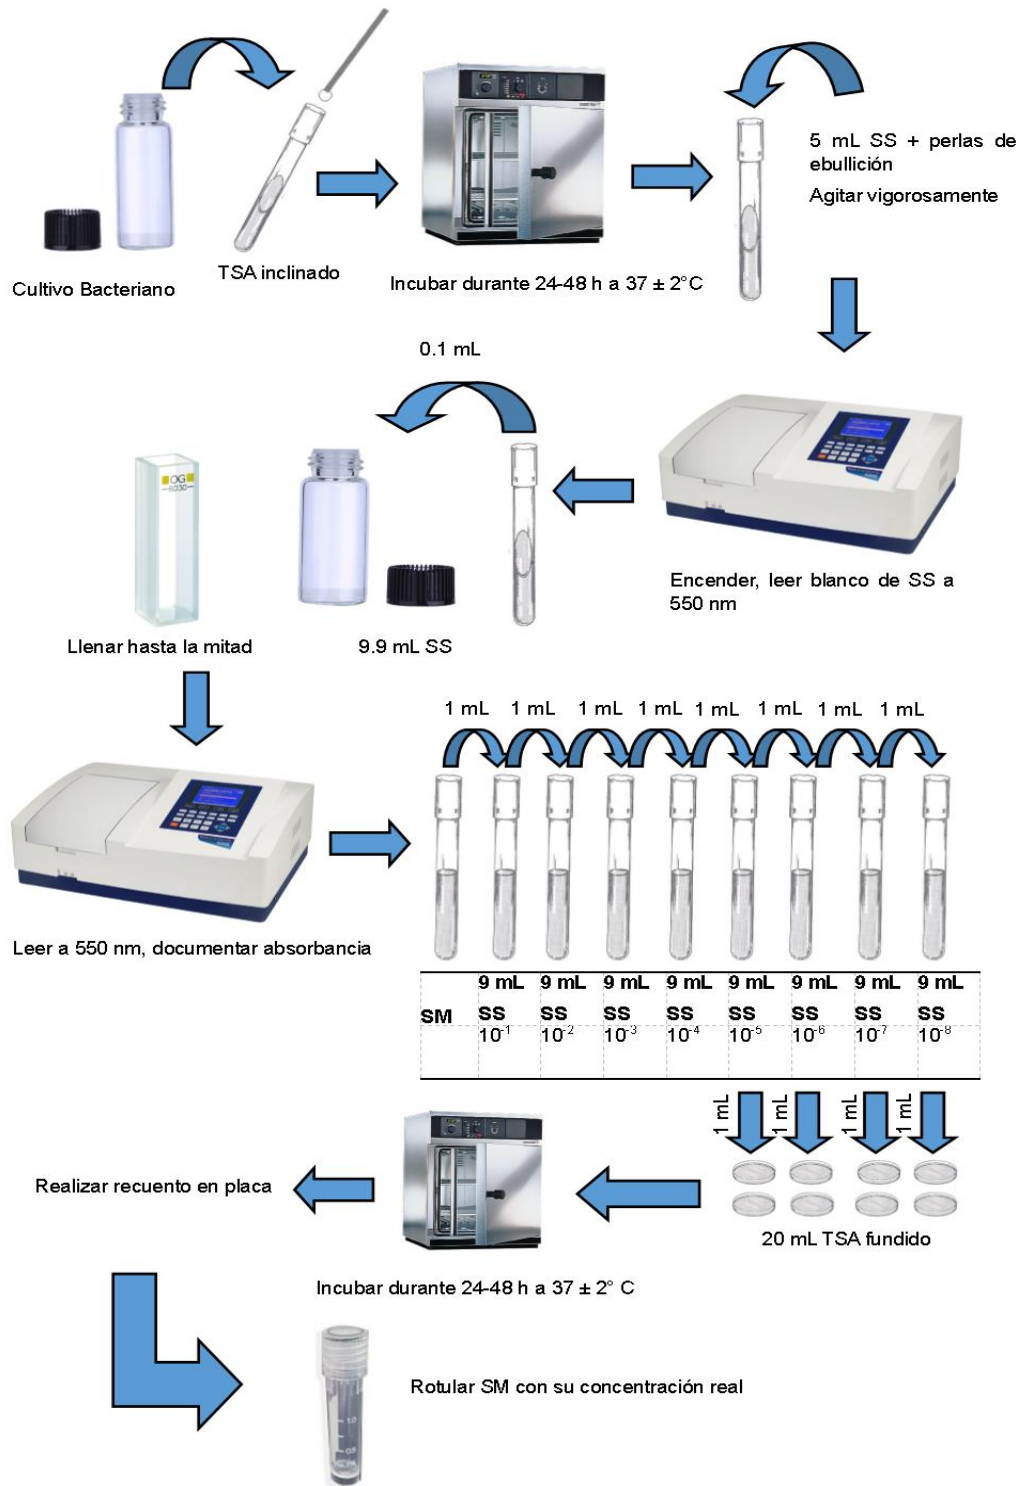 5 mL SS + perlas de
ebullición
Agitar vigorosamente
TSA inclinado
Cultivo Bacteriano
Incubar durante 24-48 h a 37 ± 2°C
0.1 mL
OG
6030
Encender, leer blanco de SS a
550 nm
Llenar hasta la mitad
9.9 mL SS
1 mL 1 mL 1 mL 1 mL 1 mL 1 mL 1 mL 1 mL
Leer a 550 nm, documentar absorbancia
9 mL 9 mL 9 mL 9 mL 9 mL 9 mL 9 mL 9 mL
SM SS SS SS SS SS SS SS SS
10⁻¹ 10⁻² 10⁻³ 10⁻⁴ 10⁻⁵ 10⁻⁶ 10⁻⁷ 10⁻⁸
1 mL 1 mL 1 mL 1 mL
Realizar recuento en placa
20 mL TSA fundido
Incubar durante 24-48 h a 37 ± 2° C
Rotular SM con su concentración real
1.0
0.5